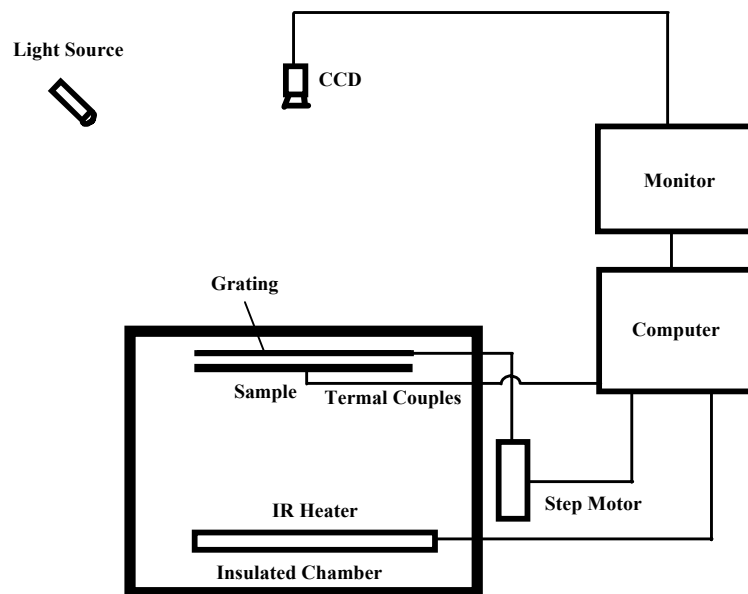 Light Source
CCD
Monitor
Grating
Computer
Sample
Termal Couples
Step Motor
IR Heater
Insulated Chamber